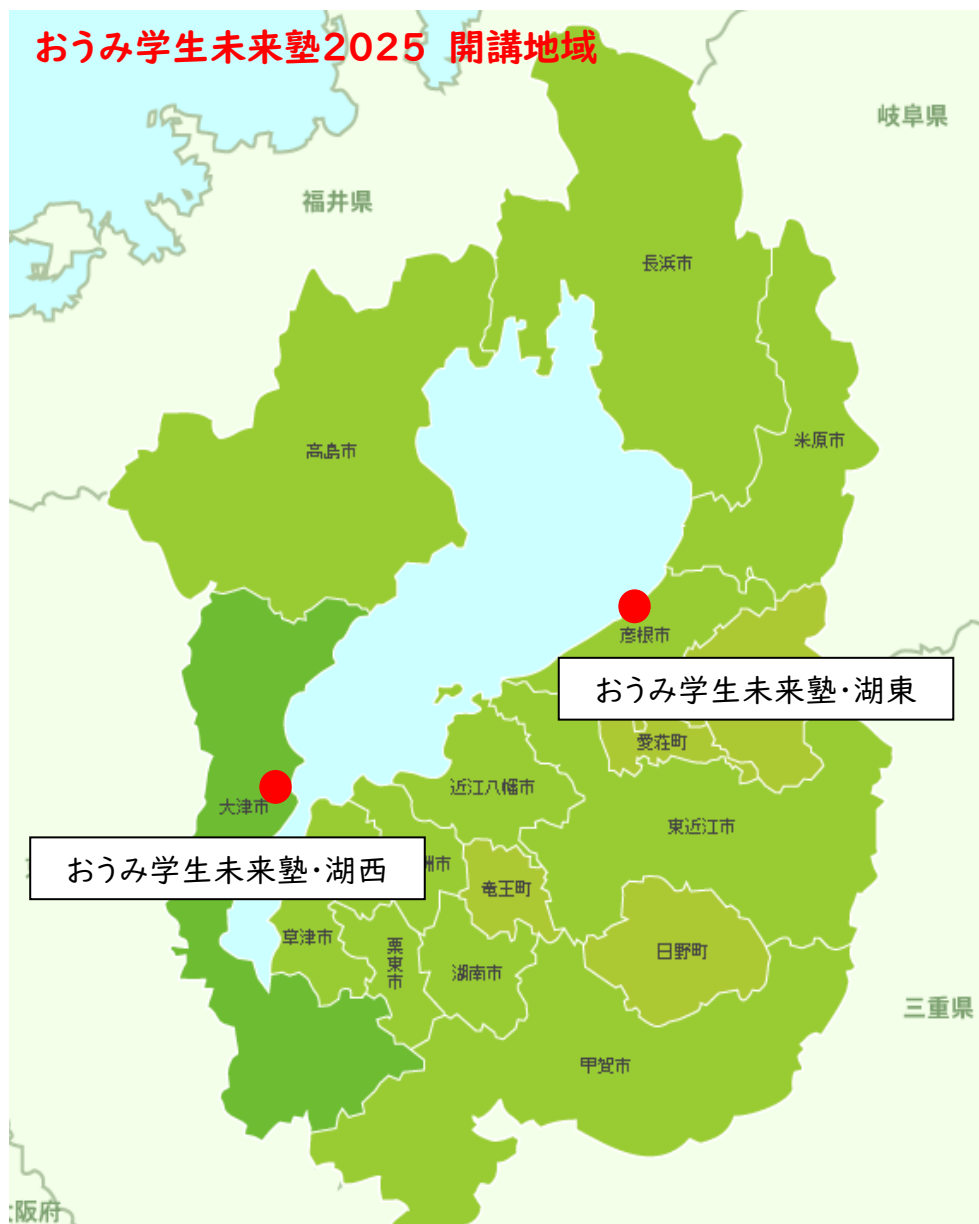 おうみ学生未来塾2025 開講地域
岐阜県
福井県
長浜市
米原市
高島市
彦根市
おうみ学生未来塾・湖東
愛荘町
近江八幡市
大津市
東近江市
おうみ学生未来塾・湖西
洲市
竜王町
草津市
栗東市
湖南市
日野町
三重県
甲賀市
阪府